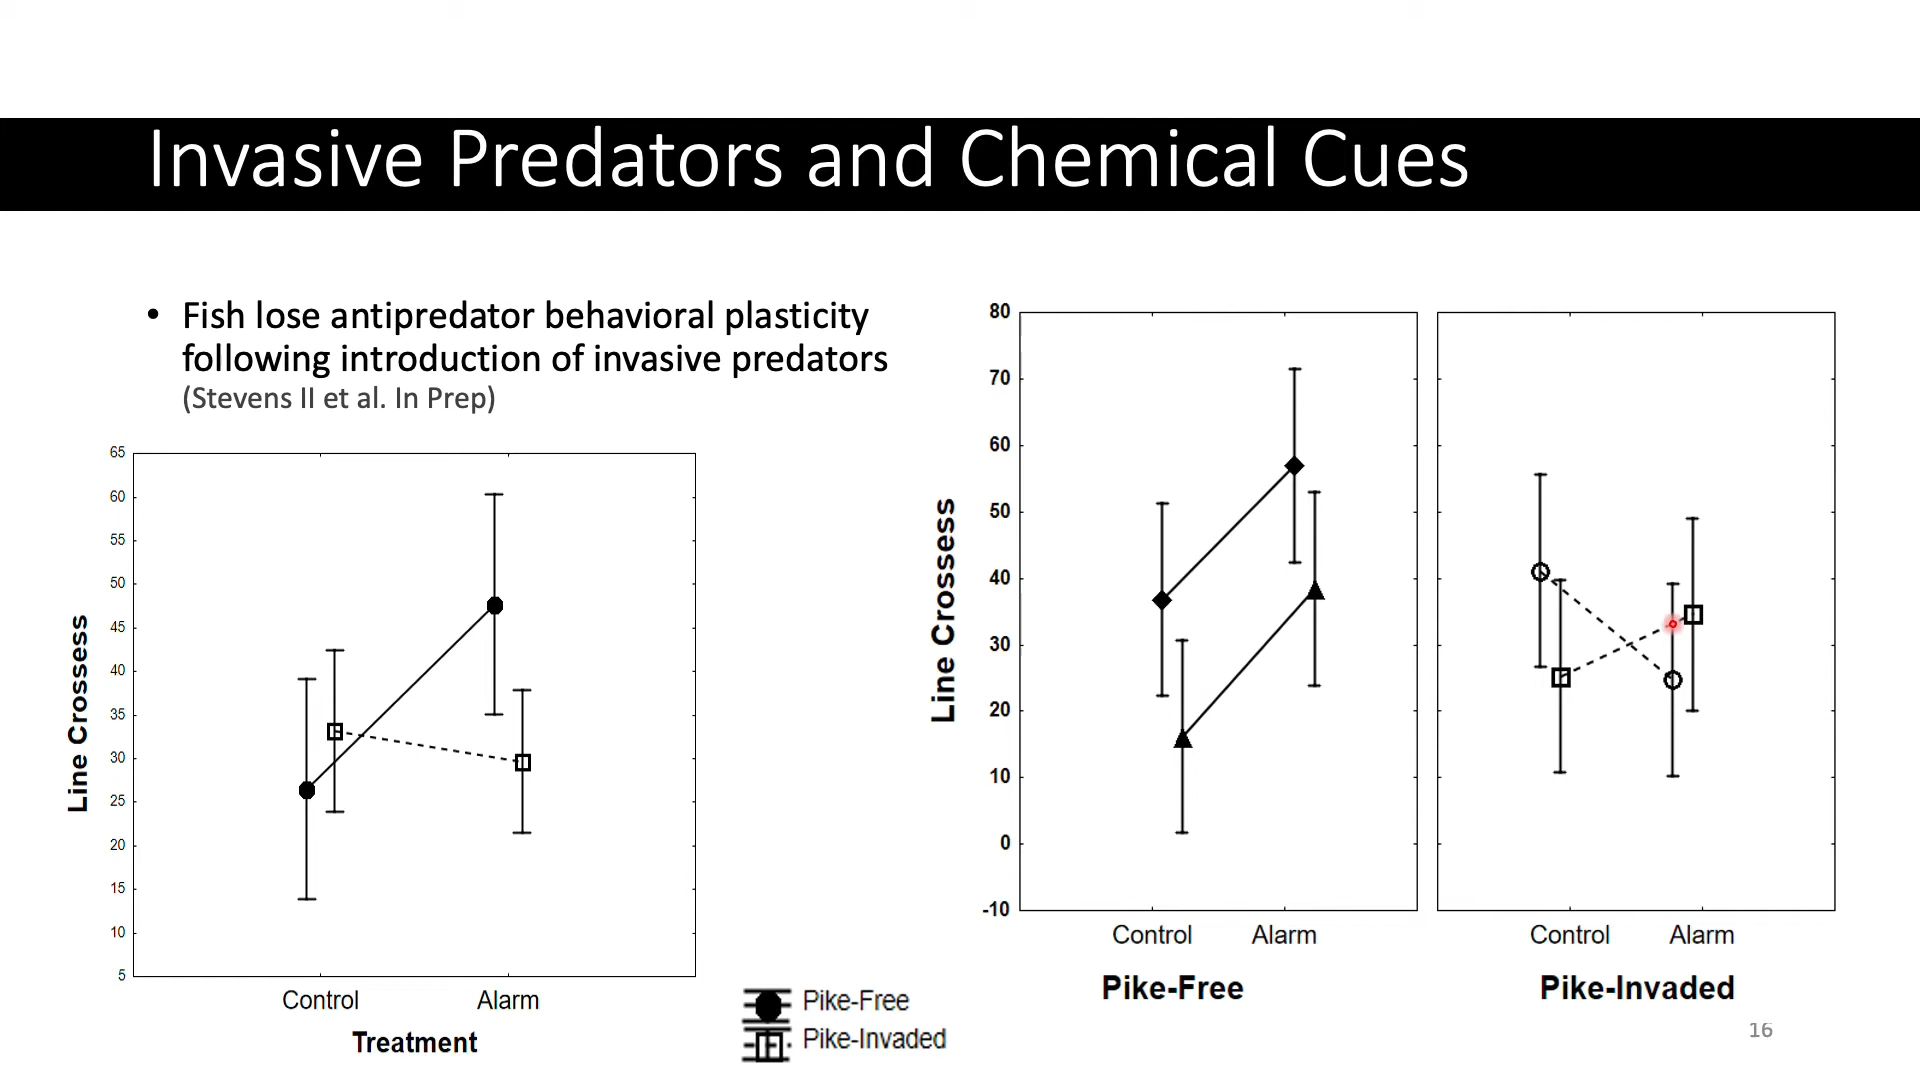 Invasive Predators and Chemical Cues
• Fish lose antipredator behavioral plasticity
following introduction of invasive predators
(Stevens II et al. In Prep)
65
60
55
50
45
40
35
30
25
20
15
10
5
Line Crossess
Control Alarm
Treatment
Pike-Free
Pike-Invaded
80
70
60
50
40
30
20
10
0
-10
Line Crossess
Control Alarm
Pike-Free
Control Alarm
Pike-Invaded
16